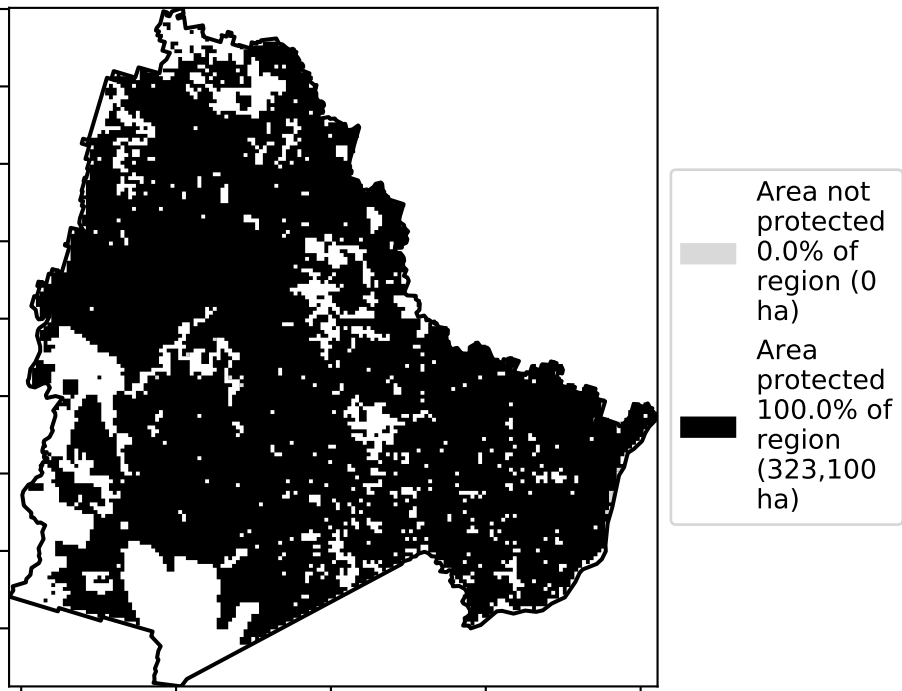 Area not
protected
0.0% of
region (0
ha)
Area
protected
100.0% of
region
(323,100
ha)